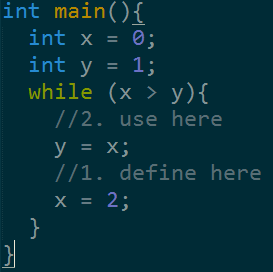 int main(){
  int x = 0;
  int y = 1;
  while (x > y){
    //2. use here
    y = x;
    //1. define here
    x = 2;
  }
}